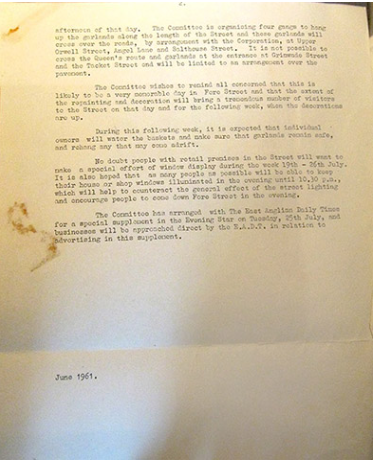 2.
afternoon of that day.  The Committee is organizing four gangs to hang
up the garlands along the length of the Street and these garlands will
cross over the roads, by arrangement with the Corporation, at Upper
Orwell Street, Angel Lane and Salthouse Street.  It is not possible to
cross the Queen's route and garlands at the entrance at Grimwade Street
and the Tacket Street end will be limited to an arrangement over the
pavement.
The Committee wishes to remind all concerned that this is
likely to be a very memorble day in  Fore Street and that the extent of
the repainting and decoration will bring a tremendous number of visitors
to the Street on that day and for the following week, when the decorations
are up.
During this following week, it is expected that individual
owners  will water the baskets and make sure that garlands remain safe,
and rehang any that may come adrift.
No doubt people with retail premises in the Street will want to
make  a special effort of window display during the week 19th - 26th July.
It is also hoped that  as many people as possible will be able to keep
their house or shop windows illuminated in the evening until 10.30 p.m.,
which will help to counteract the general effect of the street lighting
and encourage people to come down Fore Street in the evening.
The Committee has arranged  with The East Anglian Daily Times
for a special supplement in the Evening Star on Tuesday, 25th July, and
businesses will be approached direct by the E.A.D.T. in relation to
advertising in this supplement.
June 1961.